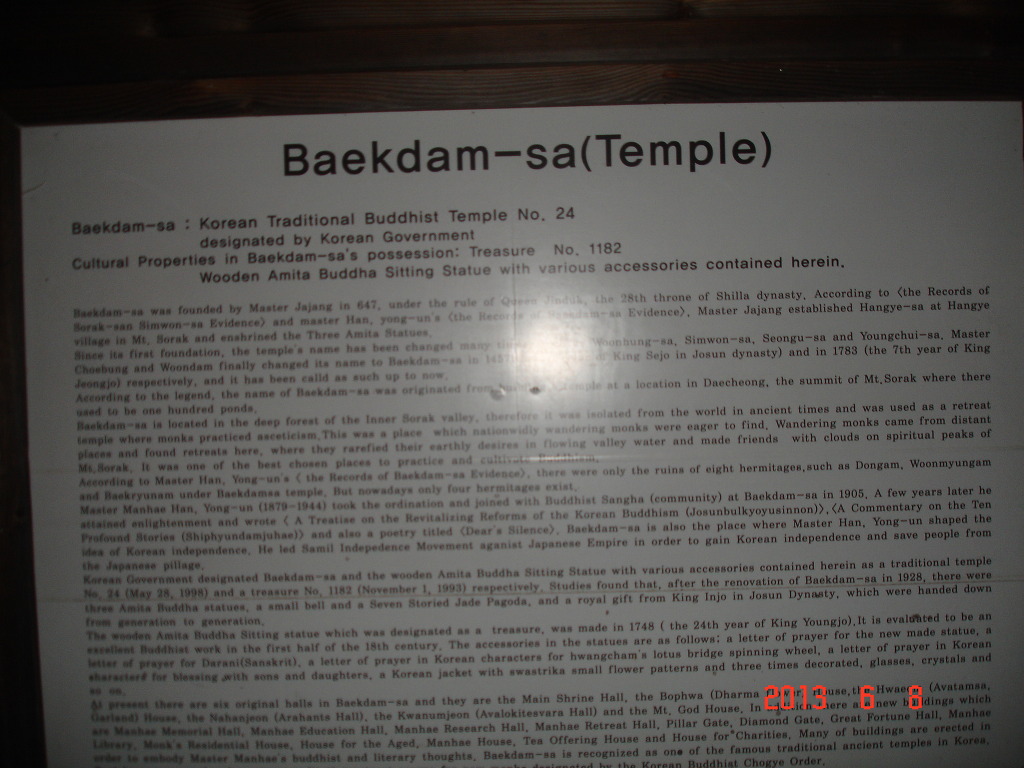 Baekdam-sa(Temple)
Baekdam-sa : Korean Traditional Buddhist Temple No. 24
designated by Korean Government
Cultural Properties in Baekdam-sa's possession: Treasure No. 1182
Wooden Amita Buddha Sitting Statue with various accessories contained herein.
Baekdam-sa was founded by Master Jajang in 647, under the rule of Queen Jinduk, the 28th throne of Shilla dynasty. According to 〈the Records of
Sorak-san Simwon-sa Evidence〉 and master Han, yong-un's 〈the Records of Baekdam-sa Evidence〉, Master Jajang established Hangye-sa at Hangye
village in Mt. Sorak and enshrined the Three Amita Statues.
Since its first foundation, the temple's name has been changed many Simwon-sa, Seongu-sa and Youngchui-sa. Master
Choebung and Woondam finally changed its name to Baekdam-sa in King Sejo in Josun dynasty) and in 1783 (the 7th year of King
Jeongjo) respectively, and it has been calld as such up to now.
According to the legend, the name of Baekdam-sa was originated from temple at a location in Daecheong, the summit of Mt.Sorak where there
used to be one hundred ponds.
Baekdam-sa is located in the deep forest of the Inner Sorak valley, therefore it was isolated from the world in ancient times and was used as a retreat
temple where monks practiced asceticism.This was a place which nationwidly wandering monks were eager to find. Wandering monks came from distant
places and found retreats here, where they rarefied their earthly desires in flowing valley water and made friends with clouds on spiritual peaks of
Mt.Sorak. It was one of the best chosen places to practice and cultivate Buddhism.
According to Master Han, Yong-un's 〈 the Records of Baekdam-sa Evidence〉, there were only the ruins of eight hermitages,such as Dongam, Woonmyungam
and Baekryunam under Baekdamsa temple. But nowadays only four hermitages exist.
Master Manhae Han, Yong-un (1879-1944) took the ordination and joined with Buddhist Sangha (community) at Baekdam-sa in 1905. A few years later he
attained enlightenment and wrote 〈 A Treatise on the Revitalizing Reforms of the Korean Buddhism (Josunbulkyoyusinnon)〉,〈A Commentary on the Ten
Profound Stories (Shiphyundamjuhae)〉 and also a poetry titled 〈Dear's Silence〉. Baekdam-sa is also the place where Master Han, Yong-un shaped the
idea of Korean independence. He led Samil Indepedence Movement aganist Japanese Empire in order to gain Korean independence and save people from
the Japanese pillage.
Korean Government designated Baekdam-sa and the wooden Amita Buddha Sitting Statue with various accessories contained herein as a traditional temple
No. 24 (May 28, 1998) and a treasure No. 1182 (November 1, 1993) respectively. Studies found that, after the renovation of Baekdam-sa in 1928, there were
three Amita Buddha statues, a small bell and a Seven Storied Jade Pagoda, and a royal gift from King Injo in Josun Dynasty, which were handed down
from generation to generation.
The wooden Amita Buddha Sitting statue which was designated as a treasure, was made in 1748 ( the 24th year of King Youngjo).It is evaluated to be an
excellent Buddhist work in the first half of the 18th century. The accessories in the statues are as follows; a letter of prayer for the new made statue, a
letter of prayer for Darani(Sanskrit), a letter of prayer in Korean characters for hwangcham's lotus bridge spinning wheel, a letter of prayer in Korean
character for blessing with sons and daughters, a Korean jacket with swastrika small flower patterns and three times decorated, glasses, crystals and
so on.
At present there are six original halls in Baekdam-sa and they are the Main Shrine Hall, the Bophwa (Dharma House,the Hwaeom (Avatamsa,
Garland) House, the Nahanjeon (Arahants Hall), the Kwanumjeon (Avalokitesvara Hall) and the Mt. God House. In new buildings which
are Manhae Memorial Hall, Manhae Education Hall, Manhae Research Hall, Manhae Retreat Hall, Pillar Gate, Diamond Gate, Great Fortune Hall, Manhae
Library, Monk's Residential House, House for the Aged, Manhae House, Tea Offering House and House for Charities. Many of buildings are erected in
order to embody Master Manhae's buddhist and literary thoughts. Baekdam-sa is recognized as one of the famous traditional ancient temples in Korea.
designated by the Korean Buddhist Chogye Order.
2013 6 8